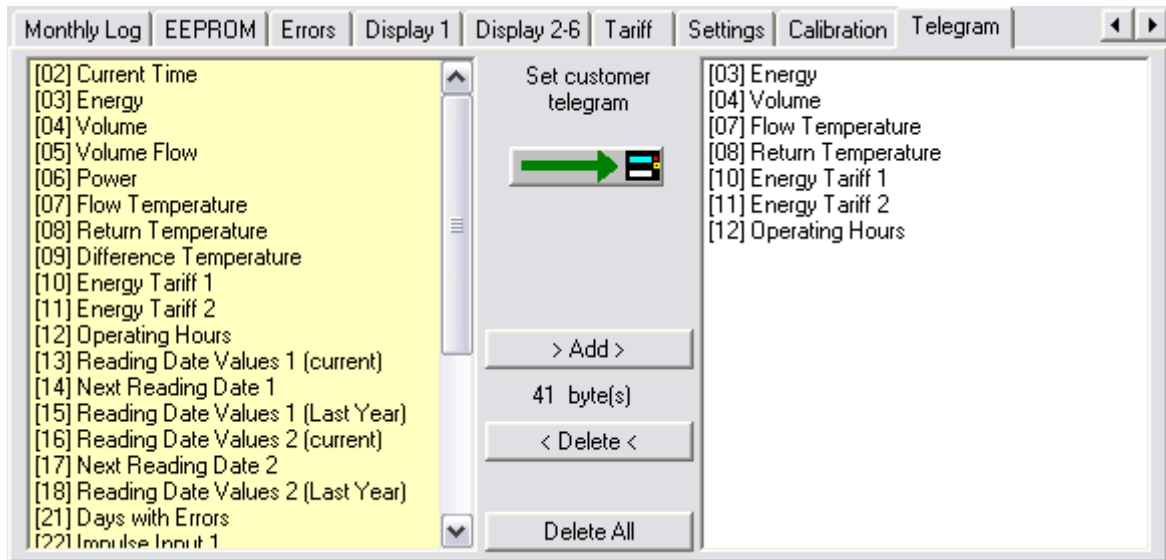 Monthly Log EEPROM Errors Display 1 Display 2-6 Tariff Settings Calibration Telegram
[02] Current Time
[03] Energy
[04] Volume
[05] Volume Flow
[06] Power
[07] Flow Temperature
[08] Return Temperature
[09] Difference Temperature
[10] Energy Tariff 1
[11] Energy Tariff 2
[12] Operating Hours
[13] Reading Date Values 1 (current)
[14] Next Reading Date 1
[15] Reading Date Values 1 (Last Year)
[16] Reading Date Values 2 (current)
[17] Next Reading Date 2
[18] Reading Date Values 2 (Last Year)
[21] Days with Errors
[22] Impulse Input 1
Set customer
telegram
> Add >
41 byte(s)
< Delete <
Delete All
[03] Energy
[04] Volume
[07] Flow Temperature
[08] Return Temperature
[10] Energy Tariff 1
[11] Energy Tariff 2
[12] Operating Hours